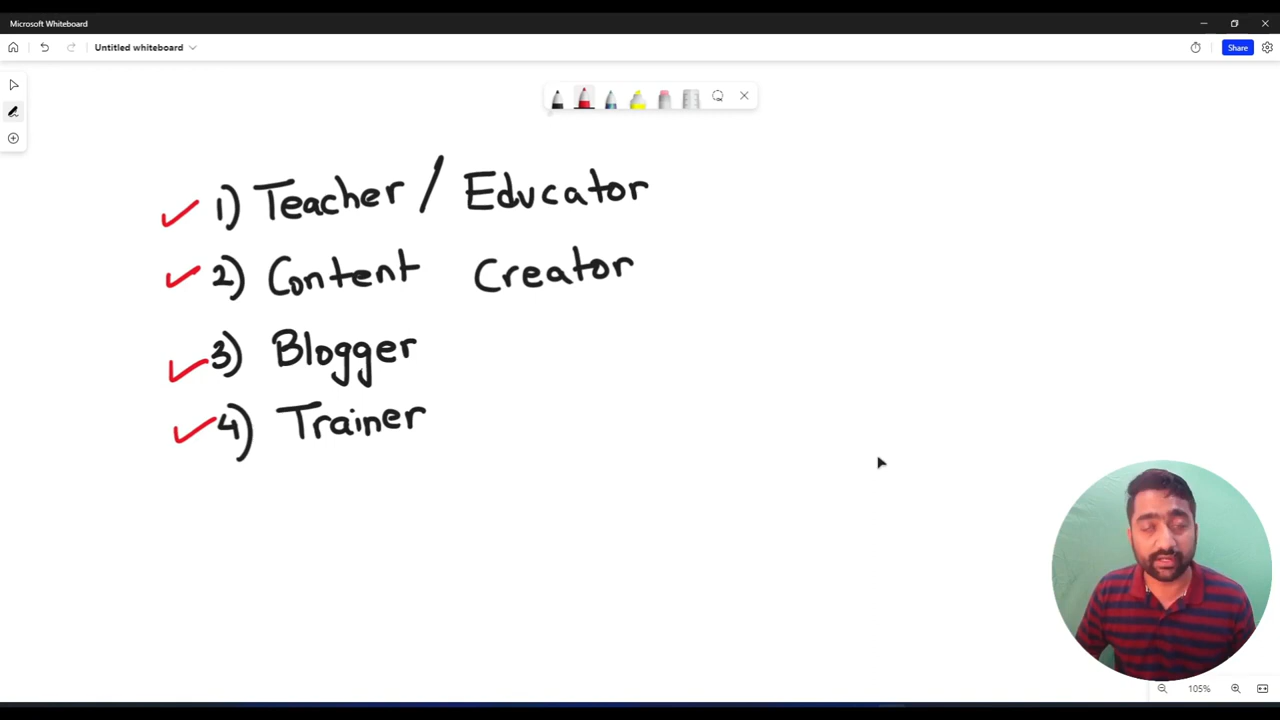 Microsoft Whiteboard
Untitled whiteboard
Share
1) Teacher / Educator
2) Content Creator
3) Blogger
4) Trainer
105%